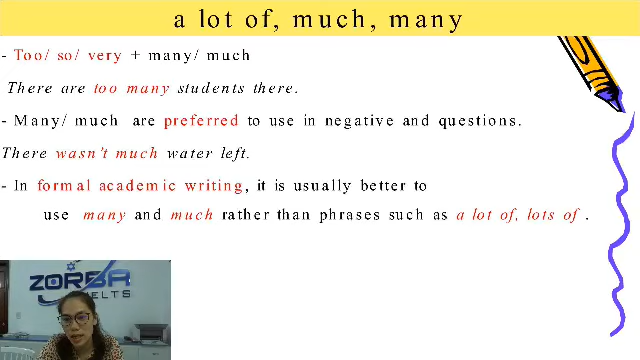 a lot of, much, many
- Too/ so/ very + many/ much
There are too many students there.
- Many/ much are preferred to use in negative and questions.
There wasn't much water left.
- In formal academic writing, it is usually better to
use many and much rather than phrases such as a lot of, lots of .
ZORBA
IELTS